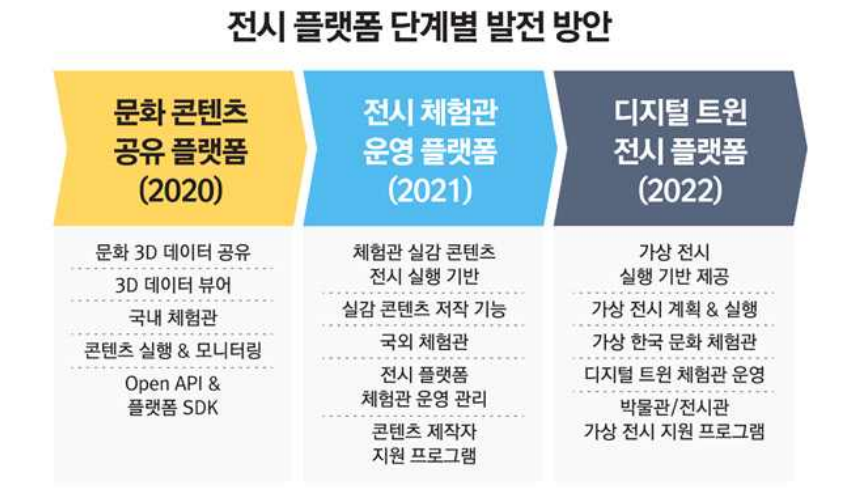 전시 플랫폼 단계별 발전 방안
문화 콘텐츠
공유 플랫폼
(2020)
문화 3D 데이터 공유
3D 데이터 뷰어
국내 체험관
콘텐츠 실행 & 모니터링
Open API &
플랫폼 SDK
전시 체험관
운영 플랫폼
(2021)
체험관 실감 콘텐츠
전시 실행 기반
실감 콘텐츠 저작 기능
국외 체험관
전시 플랫폼
체험관 운영 관리
콘텐츠 제작자
지원 프로그램
디지털 트윈
전시 플랫폼
(2022)
가상 전시
실행 기반 제공
가상 전시 계획 & 실행
가상 한국 문화 체험관
디지털 트윈 체험관 운영
박물관/전시관
가상 전시 지원 프로그램